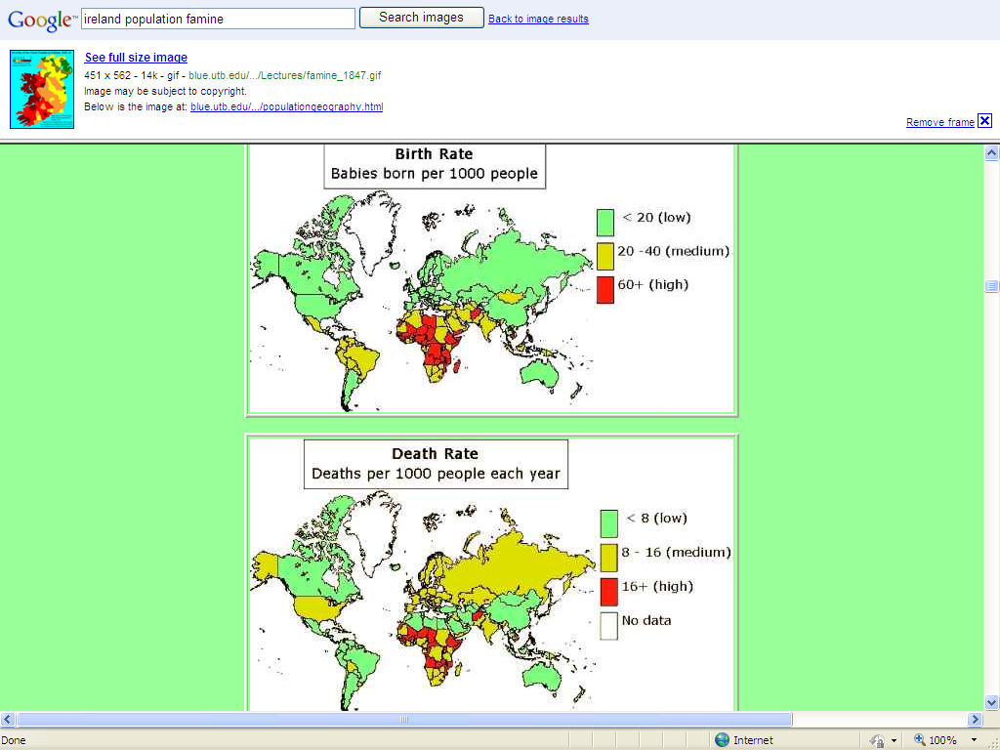 Google™ ireland population famine Search images Back to image results
See full size image
451 x 562 - 14k - gif - blue.utb.edu/.../Lectures/famine_1847.gif
Image may be subject to copyright.
Below is the image at: blue.utb.edu/.../populationgeography.html
Remove frame
Birth Rate
Babies born per 1000 people
< 20 (low)
20 -40 (medium)
60+ (high)
Death Rate
Deaths per 1000 people each year
< 8 (low)
8 - 16 (medium)
16+ (high)
No data
Done Internet 100%